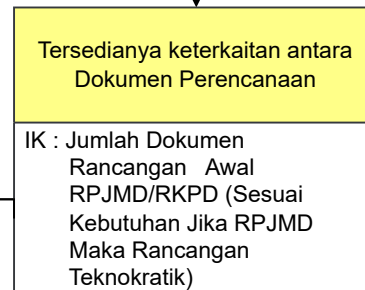 Tersedianya keterkaitan antara
Dokumen Perencanaan
IK : Jumlah Dokumen
Rancangan Awal
RPJMD/RKPD (Sesuai
Kebutuhan Jika RPJMD
Maka Rancangan
Teknokratik)